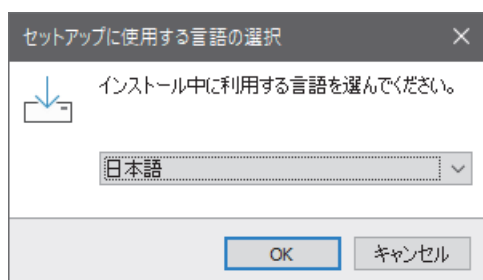 セットアップに使用する言語の選択
インストール中に利用する言語を選んでください。
日本語
OK
キャンセル